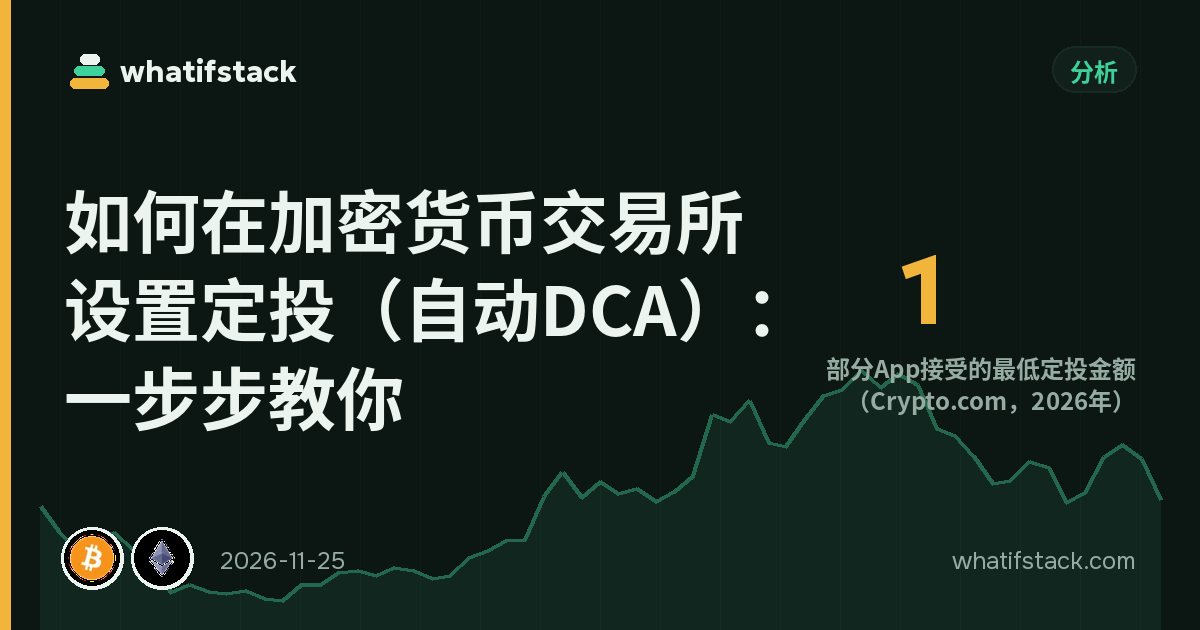 whatifstack
分析
如何在加密货币交易所
设置定投（自动DCA）：
一步步教你
1
部分App接受的最低定投金额
（Crypto.com，2026年）
2026-11-25
whatifstack.com